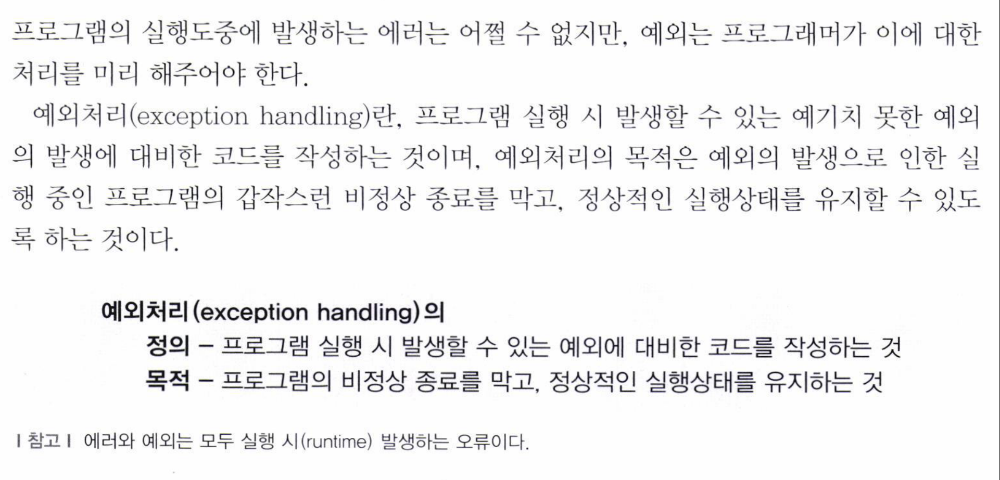 프로그램의 실행도중에 발생하는 에러는 어쩔 수 없지만, 예외는 프로그래머가 이에 대한
처리를 미리 해주어야 한다.
예외처리(exception handling)란, 프로그램 실행 시 발생할 수 있는 예기치 못한 예외
의 발생에 대비한 코드를 작성하는 것이며, 예외처리의 목적은 예외의 발생으로 인한 실
행 중인 프로그램의 갑작스런 비정상 종료를 막고, 정상적인 실행상태를 유지할 수 있도
록 하는 것이다.
예외처리(exception handling)의
정의 – 프로그램 실행 시 발생할 수 있는 예외에 대비한 코드를 작성하는 것
목적 – 프로그램의 비정상 종료를 막고, 정상적인 실행상태를 유지하는 것
| 참고 | 에러와 예외는 모두 실행 시(runtime) 발생하는 오류이다.